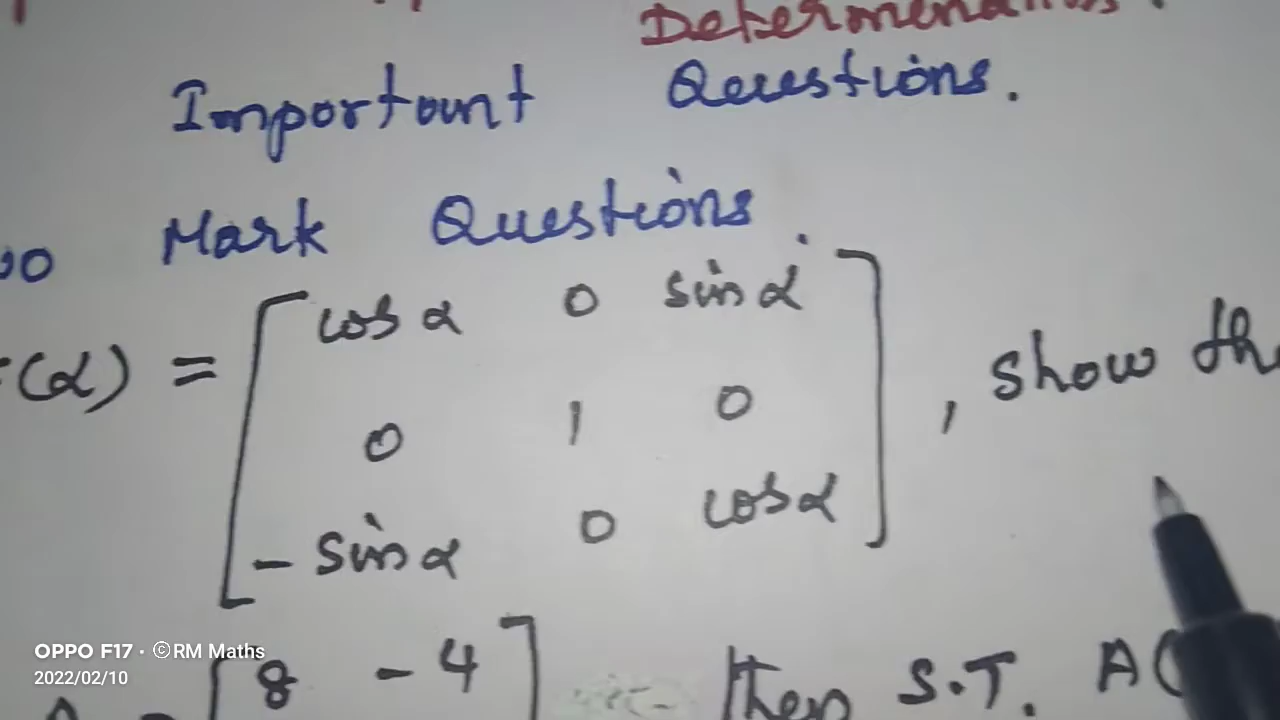 Determinants.
Important Questions.
Mark Questions.
(α) = [cos α 0 sin α
0 1 0
- sin α 0 cos α] , show
[8 -4] then S.T. A(
OPPO F17 · ©RM Maths
2022/02/10